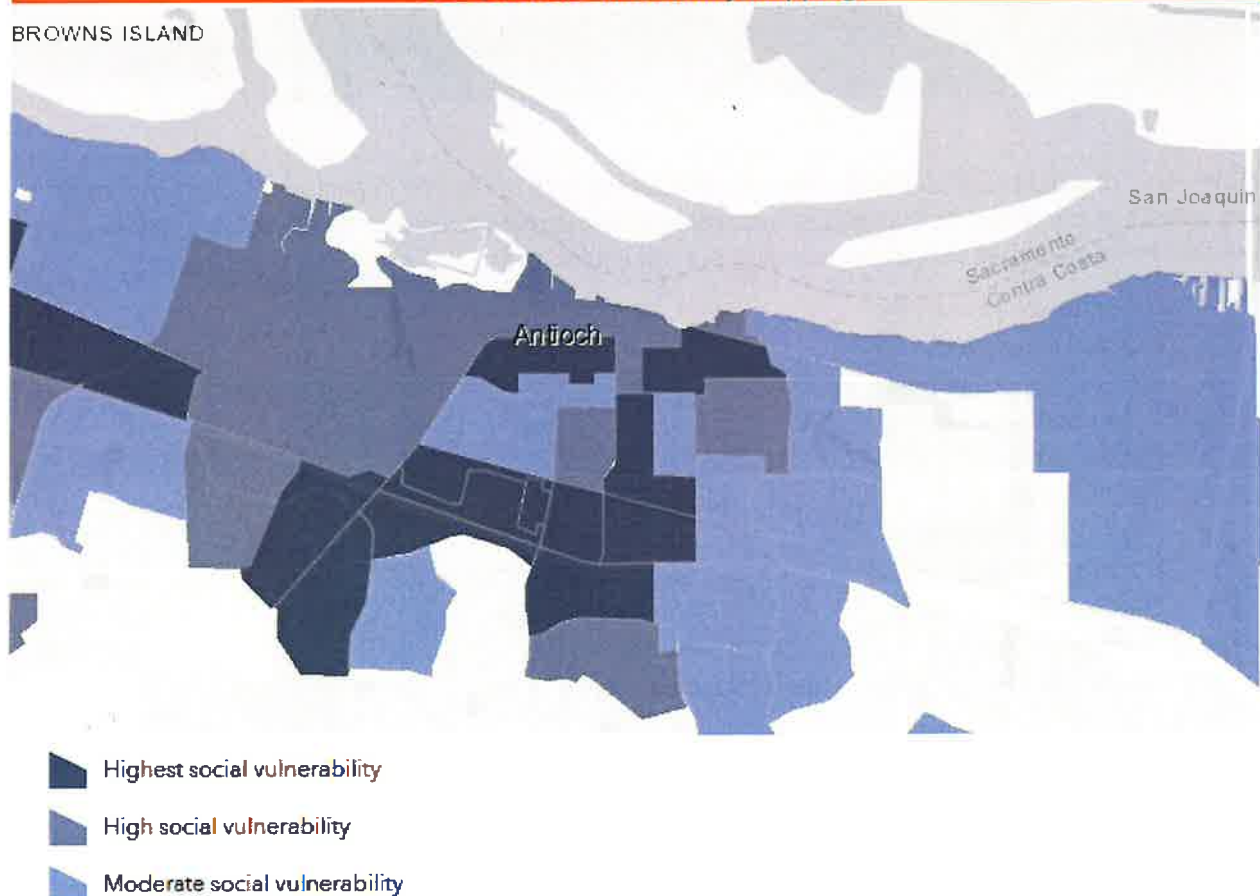 BROWNS ISLAND
San Joaquin
Sacramento
Contra Costa
Antioch
Highest social vulnerability
High social vulnerability
Moderate social vulnerability